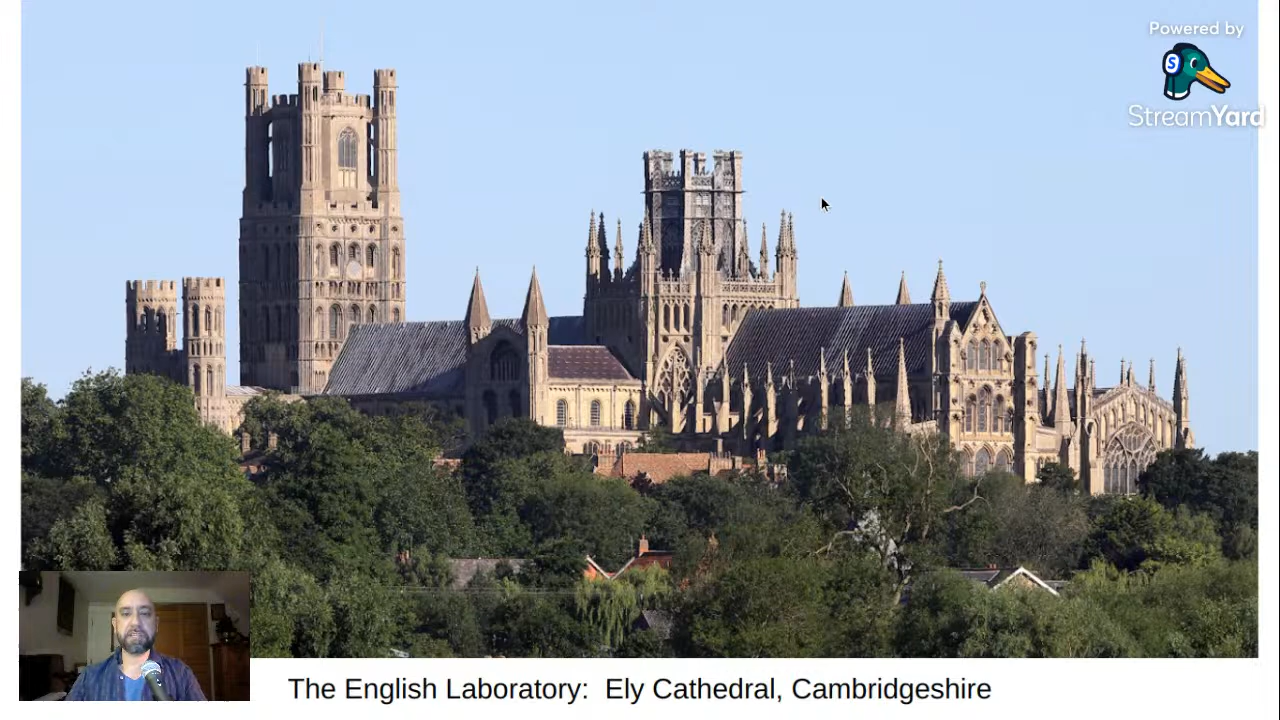 Powered by
S
StreamYard
The English Laboratory:  Ely Cathedral, Cambridgeshire